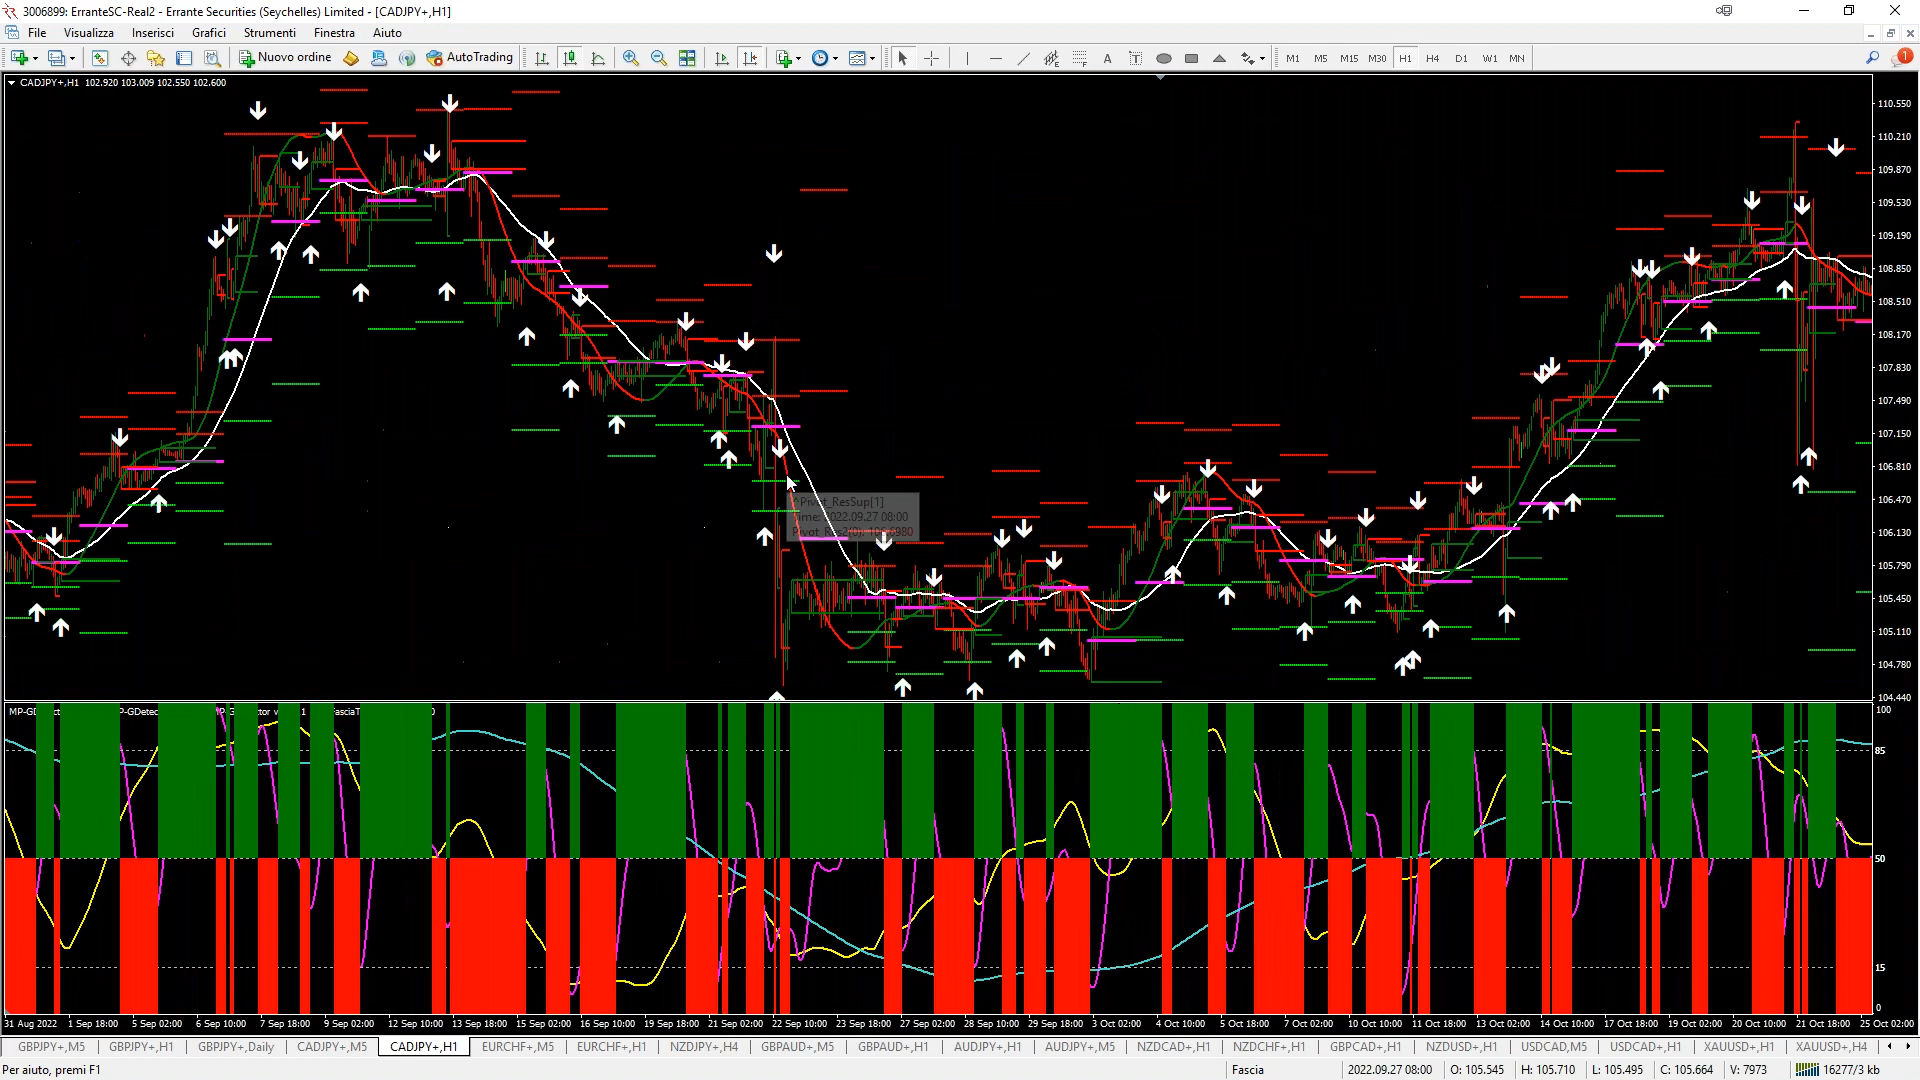 3006899: ErranteSC-Real2 - Errante Securities (Seychelles) Limited - [CADJPY+,H1]
File Visualizza Inserisci Grafici Strumenti Finestra Aiuto
Nuovo ordine AutoTrading A T M1 M5 M15 M30 H1 H4 D1 W1 MN 1
CADJPY+,H1 102.920 103.009 102.550 102.600
110.550
110.210
109.870
109.530
109.190
108.850
108.510
108.170
107.830
107.490
107.150
106.810
106.470
106.130
105.790
105.450
105.110
104.780
104.440
Pivot_ResSup[1]
Time: 2022.09.27 08:00
100
85
50
15
0
31 Aug 2022 1 Sep 18:00 5 Sep 02:00 6 Sep 10:00 7 Sep 18:00 9 Sep 02:00 12 Sep 10:00 13 Sep 18:00 15 Sep 02:00 16 Sep 10:00 19 Sep 18:00 21 Sep 02:00 22 Sep 10:00 23 Sep 18:00 27 Sep 02:00 28 Sep 10:00 29 Sep 18:00 3 Oct 02:00 4 Oct 10:00 5 Oct 18:00 7 Oct 02:00 10 Oct 10:00 11 Oct 18:00 13 Oct 02:00 14 Oct 10:00 17 Oct 18:00 19 Oct 02:00 20 Oct 10:00 21 Oct 18:00 25 Oct 02:00
GBPJPY+,M5 GBPJPY+,H1 GBPJPY+,Daily CADJPY+,M5 CADJPY+,H1 EURCHF+,M5 EURCHF+,H1 NZDJPY+,H4 GBPAUD+,M5 GBPAUD+,H1 AUDJPY+,H1 AUDJPY+,M5 NZDCAD+,H1 NZDCHF+,H1 GBPCAD+,H1 NZDUSD+,H1 USDCAD,M5 USDCAD+,H1 XAUUSD+,H1 XAUUSD+,H4
Per aiuto, premi F1 Fascia 2022.09.27 08:00 O: 105.545 H: 105.710 L: 105.495 C: 105.664 V: 7973 16277/3 kb